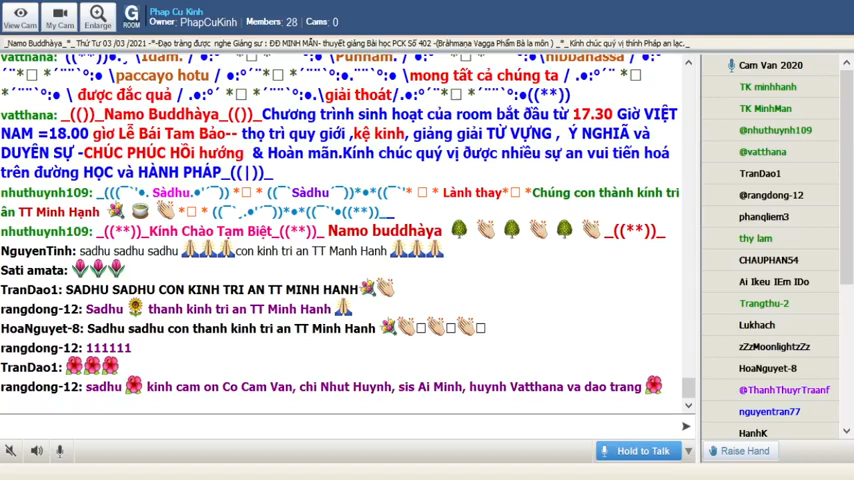 View Cam
My Cam
Enlarge
G
ROOM
Phap Cu Kinh
Owner: PhapCuKinh | Members: 28 | Cams: 0
_Namo Buddhàya_*_ Thứ Tư 03 /03 /2021 -*-Đạo tràng được nghe Giảng sư : ĐĐ MINH MẪN- thuyết giảng Bài học PCK Số 402 -(Brāhmaṇa Vagga Phẩm Bà la môn ) _*_ Kính chúc quý vị thính Pháp an lạc._
vatthana: ((**))•.¸ \Idam. / .•:°
\Puññam. / .•:°
\nibbānassa / .•:°
\paccayo hotu / .•:°
\mong tất cả chúng ta / .•:°
\ được đắc quả / .•:°
\giải thoát/.•:°•((**))
vatthana: _(())_Namo Buddhàya_(())_Chương trình sinh hoạt của room bắt đầu từ 17.30 Giờ VIỆT
NAM =18.00 giờ Lễ Bái Tam Bảo-- thọ trì quy giới ,kệ kinh, giảng giải TỪ VỰNG , Ý NGHĨA và
DUYÊN SỰ -CHÚC PHÚC HỒi hướng & Hoàn mãn.Kính chúc quý vị được nhiều sự an vui tiến hoá
trên đường HỌC và HÀNH PHÁP_((|))_
nhuthuynh109: _(((¯`'•. Sàdhu.•'´¯)) *¤ * ((¯`Sàdhu´¯))*•*((¯`'*¤ * Lành thay*¤ *Chúng con thành kính tri
ân TT Minh Hạnh
nhuthuynh109: _((**))_Kính Chào Tạm Biệt_((**))_ Namo buddhàya _((**))_
NguyenTinh: sadhu sadhu sadhu con kinh tri an TT Manh Hanh
Sati amata:
TranDao1: SADHU SADHU CON KINH TRI AN TT MINH HANH
rangdong-12: Sadhu thanh kinh tri an TT Minh Hanh
HoaNguyet-8: Sadhu sadhu con thanh kinh tri an TT Minh Hanh
rangdong-12: 111111
TranDao1:
rangdong-12: sadhu kinh cam on Co Cam Van, chi Nhut Huynh, sis Ai Minh, huynh Vatthana va dao trang
Hold to Talk
Raise Hand
Cam Van 2020
TK minhhanh
TK MinhMan
@nhuthuynh109
@vatthana
TranDao1
@rangdong-12
phanqliem3
thy lam
CHAUPHAN54
Ai Ikeu IEm IDo
Trangthu-2
Lukhach
zZzMoonlightzZz
HoaNguyet-8
@ThanhThuyrTraanf
nguyentran77
HanhK